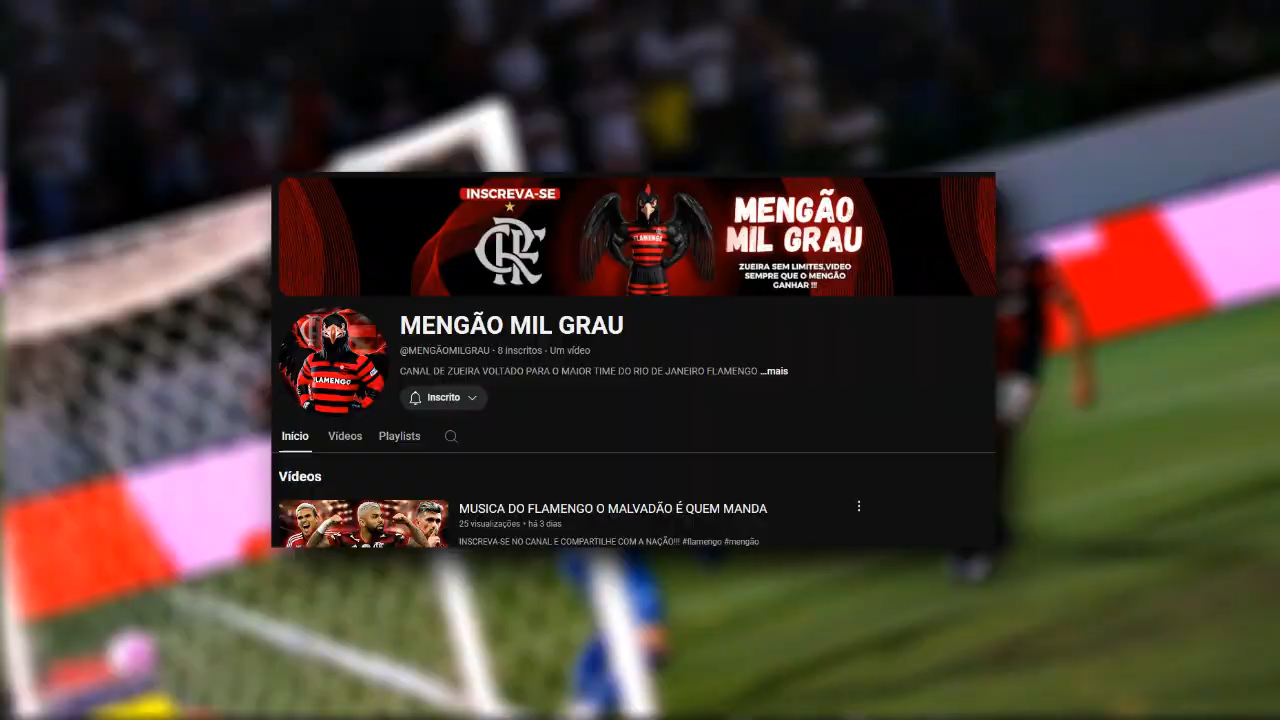 INSCREVA-SE
MENGÃO
MIL GRAU
ZUEIRA SEM LIMITES,VIDEO
SEMPRE QUE O MENGÃO
GANHAR !!!
FLAMENGO
MENGÃO MIL GRAU
@MENGÃOMILGRAU · 8 inscritos · Um vídeo
CANAL DE ZUEIRA VOLTADO PARA O MAIOR TIME DO RIO DE JANEIRO FLAMENGO ...mais
FLAMENGO
Inscrito
Início Vídeos Playlists
Vídeos
MUSICA DO FLAMENGO O MALVADÃO É QUEM MANDA
25 visualizações • há 3 dias
INSCREVA-SE NO CANAL E COMPARTILHE COM A NAÇÃO!!! #flamengo #mengão